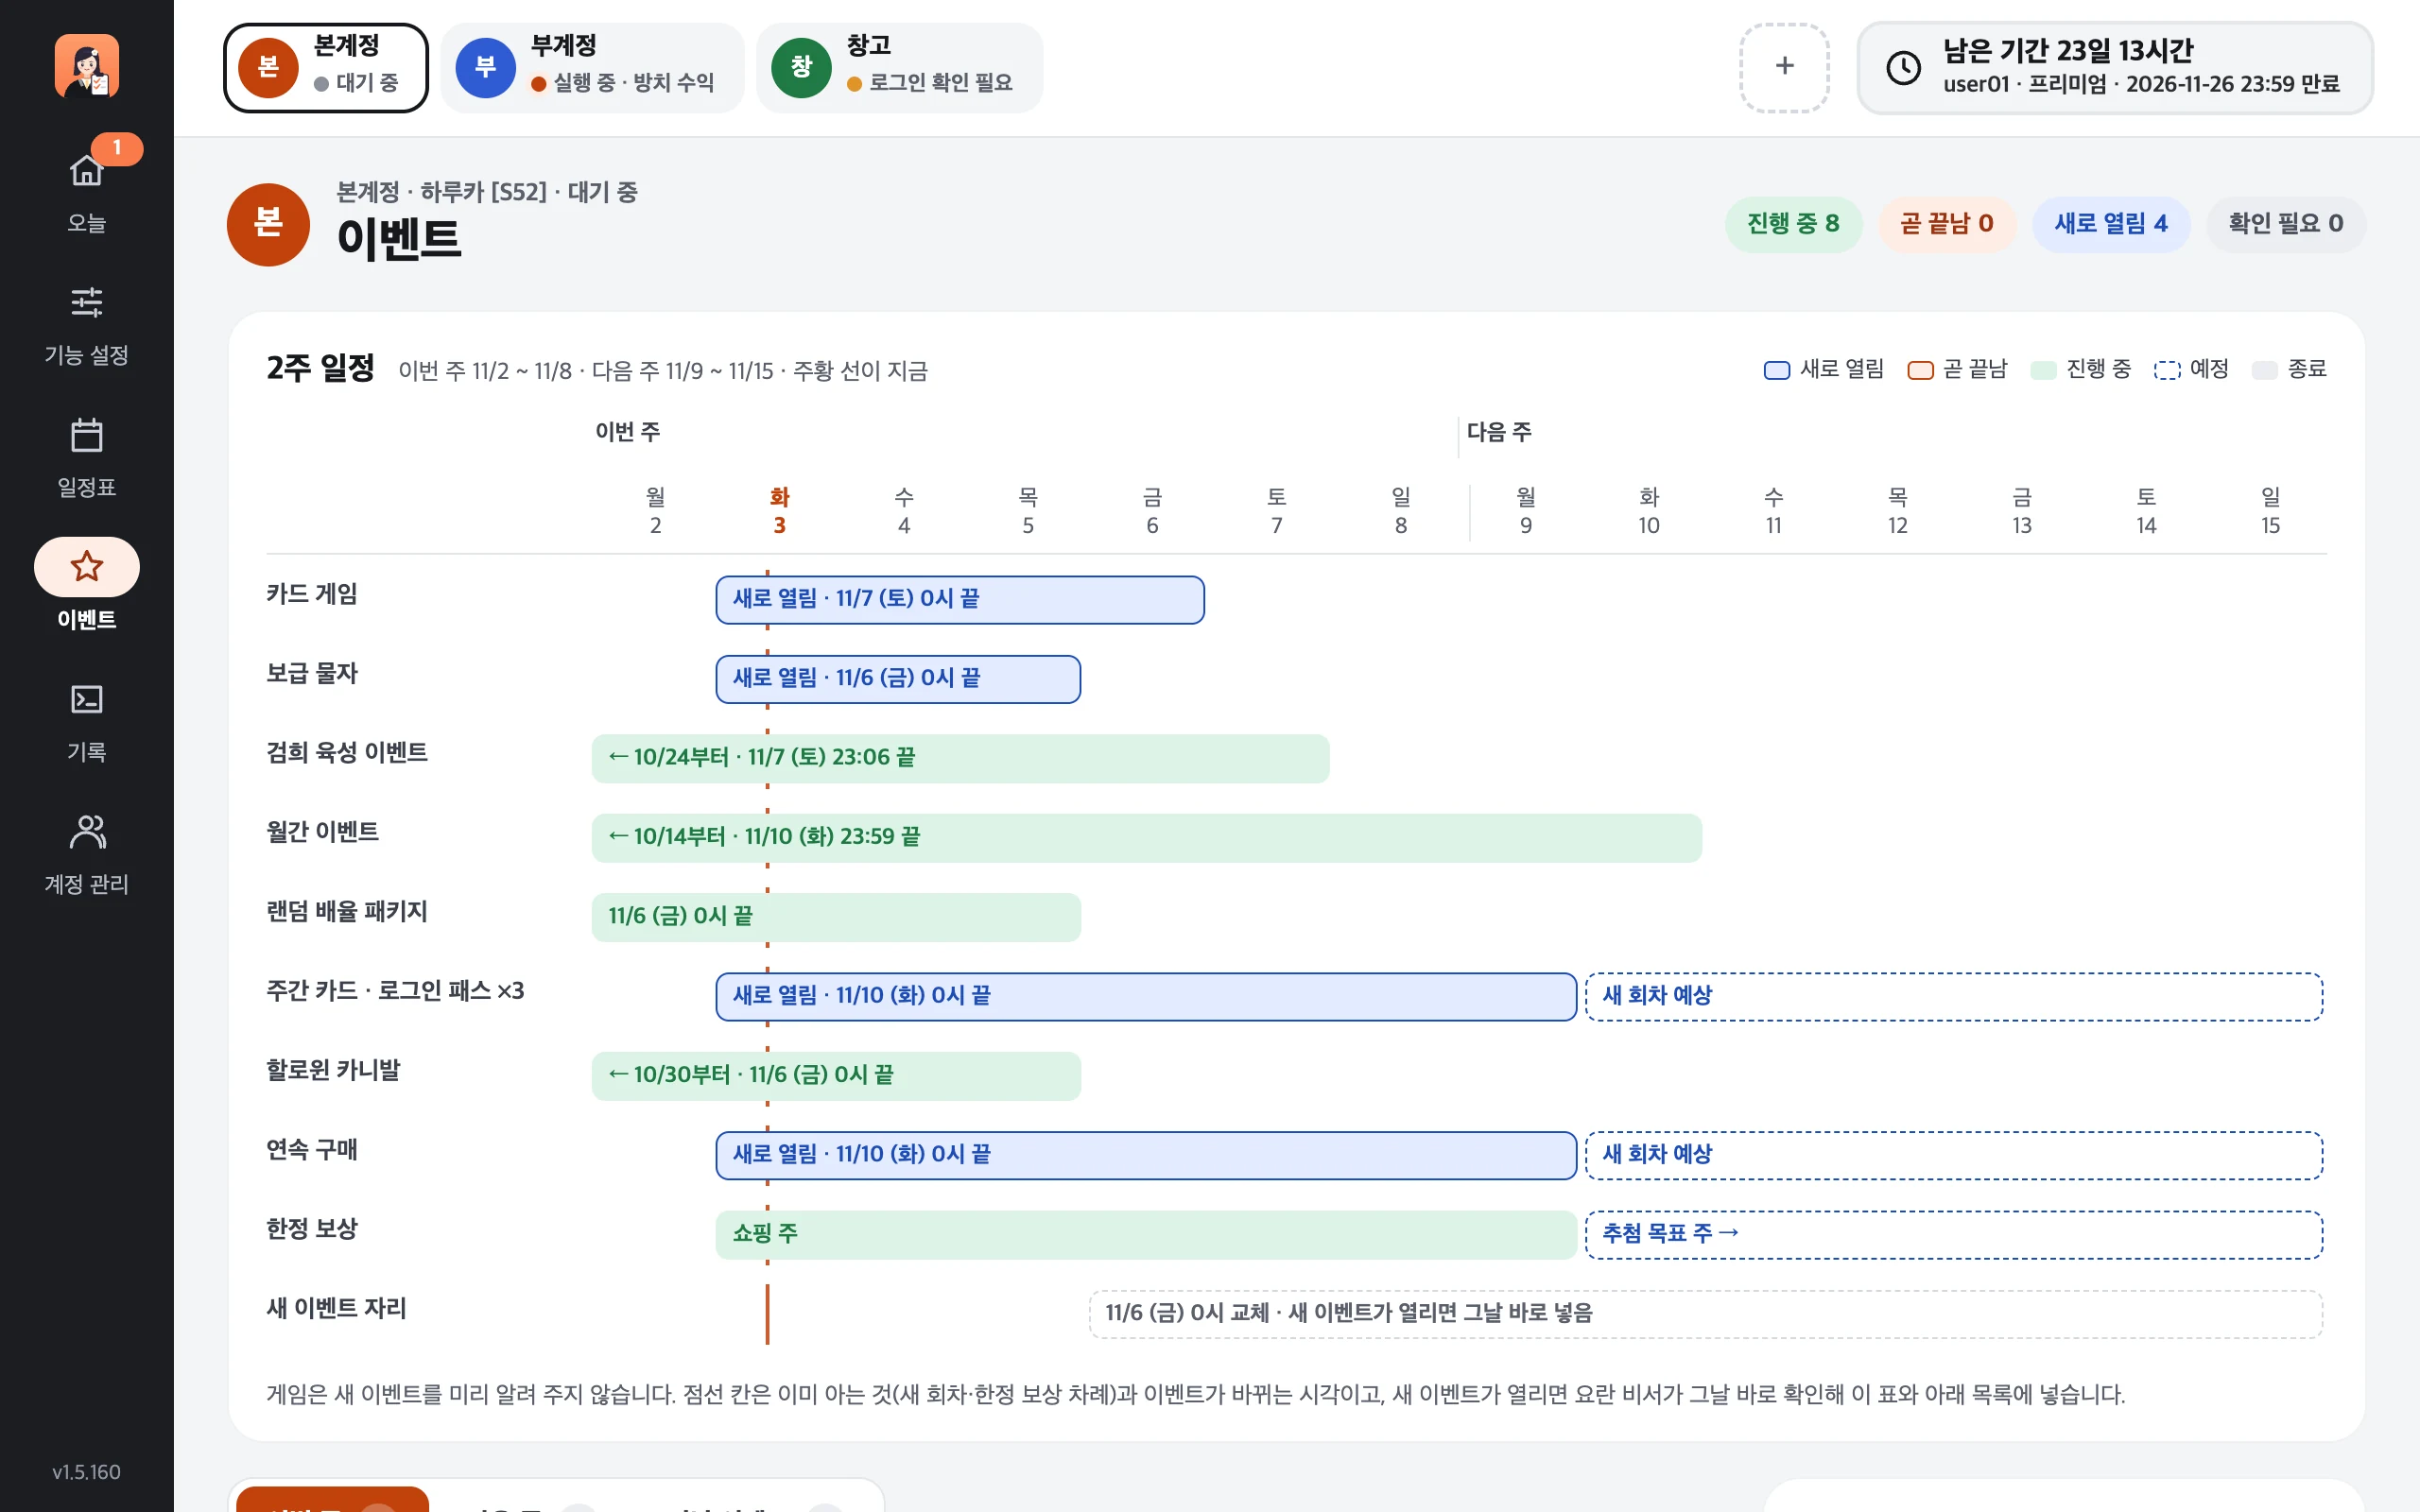 본
본계정
대기 중
부
부계정
실행 중 · 방치 수익
창
창고
로그인 확인 필요
+
남은 기간 23일 13시간
user01 · 프리미엄 · 2026-11-26 23:59 만료
1
오늘
기능 설정
일정표
이벤트
기록
계정 관리
v1.5.160
본
본계정 · 하루카 [S52] · 대기 중
이벤트
진행 중 8
곧 끝남 0
새로 열림 4
확인 필요 0
2주 일정
이번 주 11/2 ~ 11/8 · 다음 주 11/9 ~ 11/15 · 주황 선이 지금
새로 열림
곧 끝남
진행 중
예정
종료
이번 주
다음 주
월 화 수 목 금 토 일 월 화 수 목 금 토 일
2 3 4 5 6 7 8 9 10 11 12 13 14 15
카드 게임
새로 열림 · 11/7 (토) 0시 끝
보급 물자
새로 열림 · 11/6 (금) 0시 끝
검희 육성 이벤트
← 10/24부터 · 11/7 (토) 23:06 끝
월간 이벤트
← 10/14부터 · 11/10 (화) 23:59 끝
랜덤 배율 패키지
11/6 (금) 0시 끝
주간 카드 · 로그인 패스 ×3
새로 열림 · 11/10 (화) 0시 끝
새 회차 예상
할로윈 카니발
← 10/30부터 · 11/6 (금) 0시 끝
연속 구매
새로 열림 · 11/10 (화) 0시 끝
새 회차 예상
한정 보상
쇼핑 주
추첨 목표 주 →
새 이벤트 자리
11/6 (금) 0시 교체 · 새 이벤트가 열리면 그날 바로 넣음
게임은 새 이벤트를 미리 알려 주지 않습니다. 점선 칸은 이미 아는 것(새 회차·한정 보상 차례)과 이벤트가 바뀌는 시각이고, 새 이벤트가 열리면 요란 비서가 그날 바로 확인해 이 표와 아래 목록에 넣습니다.